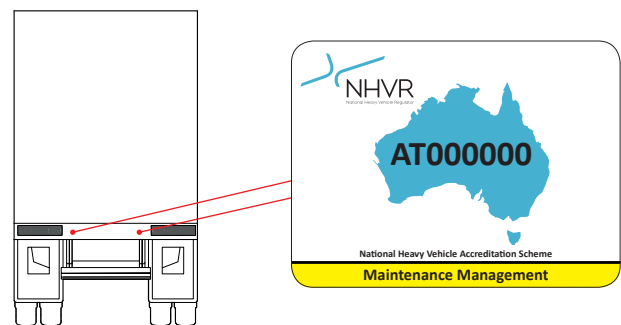 NHVR
National Heavy Vehicle Regulator
AT000000
National Heavy Vehicle Accreditation Scheme
Maintenance Management